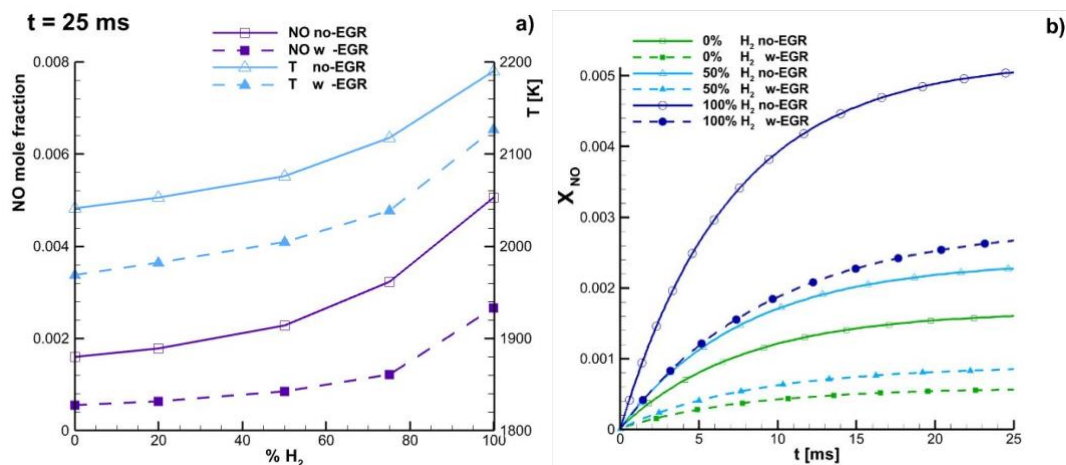 t = 25 ms
a)
NO no-EGR
NO w -EGR
T no-EGR
T w -EGR
NO mole fraction
0.008
0.006
0.004
0.002
0
0
20
40
60
80
100
% H2
2200
2100
2000
1900
1800
T [K]
b)
0% H2 no-EGR
0% H2 w-EGR
50% H2 no-EGR
50% H2 w-EGR
100% H2 no-EGR
100% H2 w-EGR
XNO
0.005
0.004
0.003
0.002
0.001
0
0
5
10
15
20
25
t [ms]